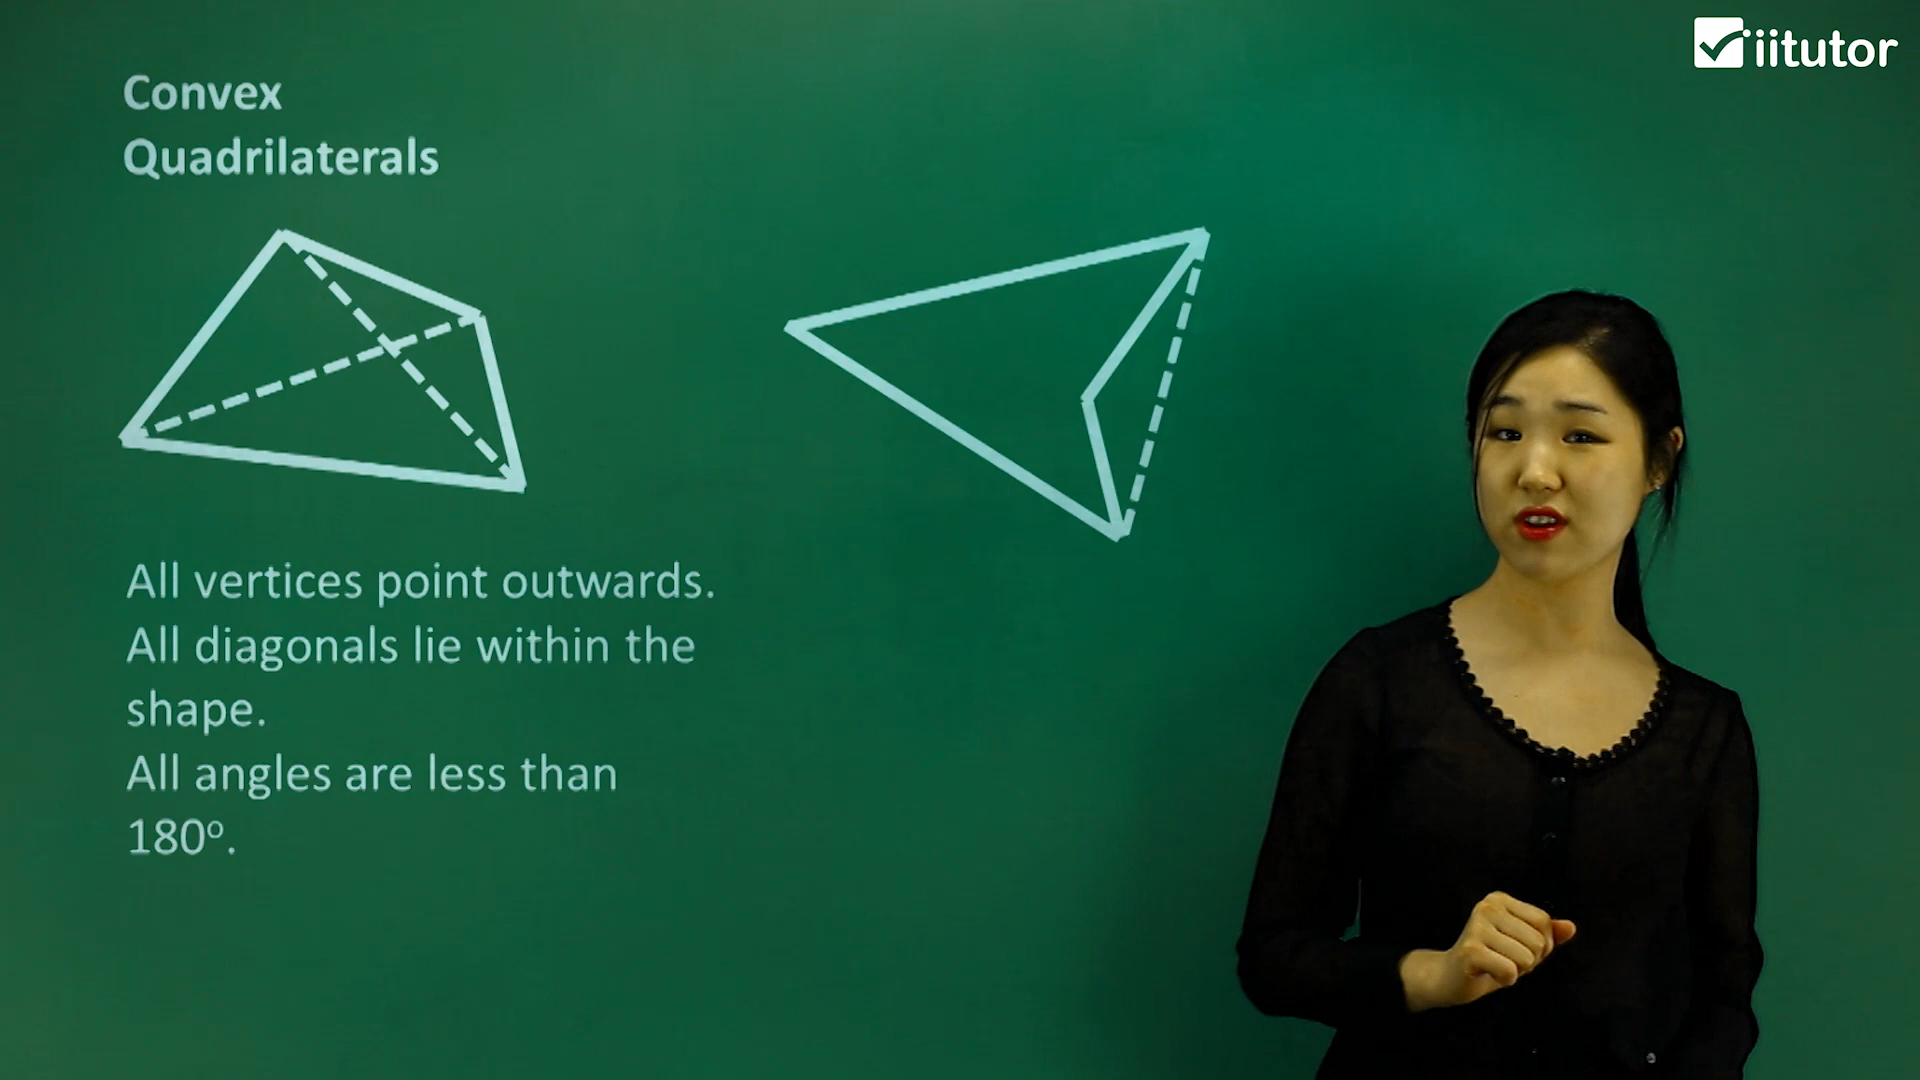 iitutor
Convex
Quadrilaterals
All vertices point outwards.
All diagonals lie within the
shape.
All angles are less than
180º.